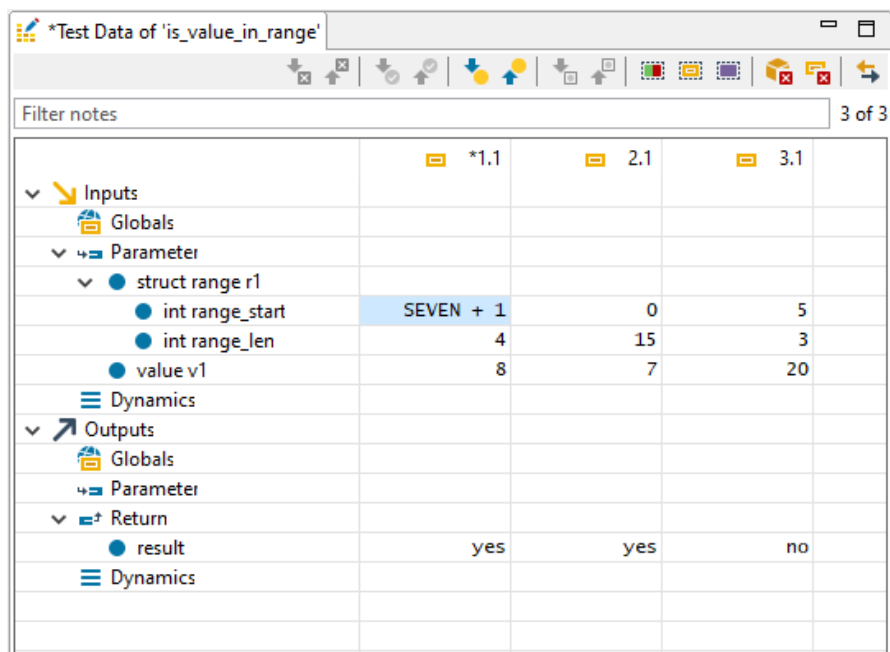 *Test Data of 'is_value_in_range'
Filter notes 3 of 3
*1.1 2.1 3.1
Inputs
Globals
Parameter
struct range r1
int range_start SEVEN + 1 0 5
int range_len 4 15 3
value v1 8 7 20
Dynamics
Outputs
Globals
Parameter
Return
result yes yes no
Dynamics